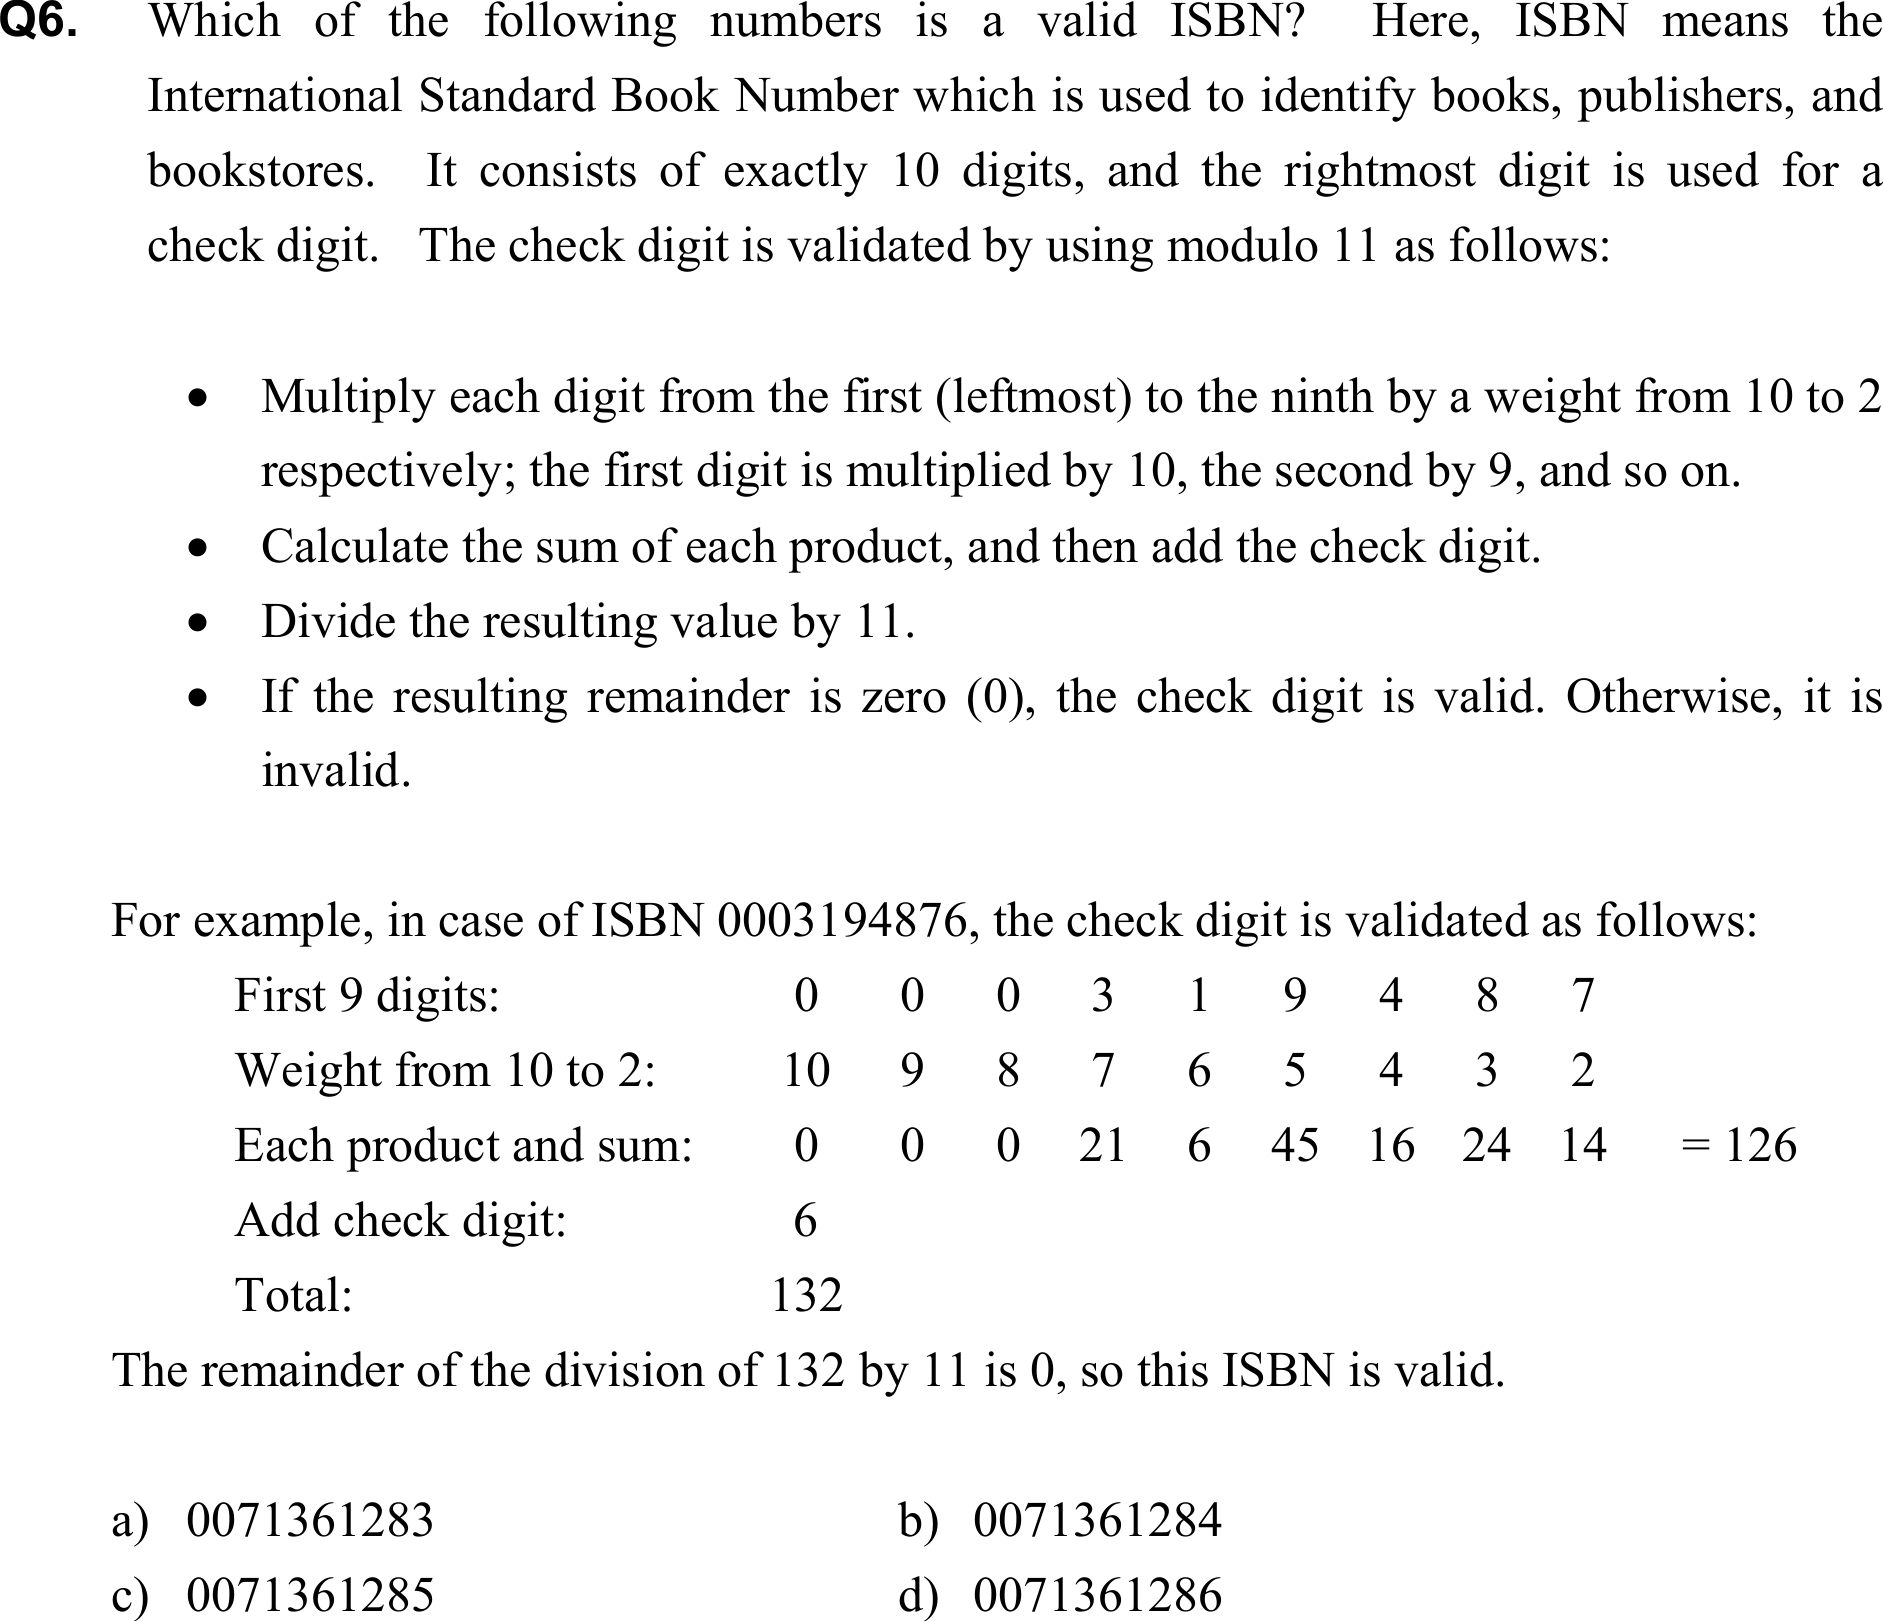 Q6. Which of the following numbers is a valid ISBN? Here, ISBN means the
International Standard Book Number which is used to identify books, publishers, and
bookstores. It consists of exactly 10 digits, and the rightmost digit is used for a
check digit. The check digit is validated by using modulo 11 as follows:
• Multiply each digit from the first (leftmost) to the ninth by a weight from 10 to 2
respectively; the first digit is multiplied by 10, the second by 9, and so on.
• Calculate the sum of each product, and then add the check digit.
• Divide the resulting value by 11.
• If the resulting remainder is zero (0), the check digit is valid. Otherwise, it is
invalid.
For example, in case of ISBN 0003194876, the check digit is validated as follows:
First 9 digits: 0 0 0 3 1 9 4 8 7
Weight from 10 to 2: 10 9 8 7 6 5 4 3 2
Each product and sum: 0 0 0 21 6 45 16 24 14 = 126
Add check digit: 6
Total: 132
The remainder of the division of 132 by 11 is 0, so this ISBN is valid.
a) 0071361283 b) 0071361284
c) 0071361285 d) 0071361286